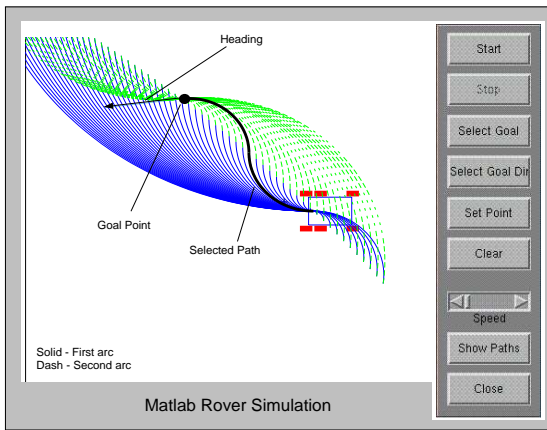 Heading
Goal Point
Selected Path
Solid - First arc
Dash - Second arc
Matlab Rover Simulation
Start
Stop
Select Goal
Select Goal Dir
Set Point
Clear
Speed
Show Paths
Close